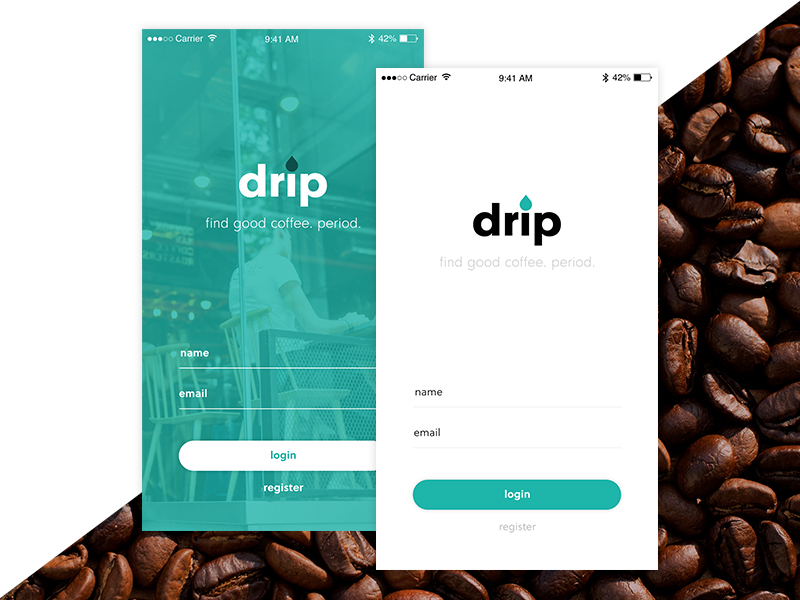 Carrier 9:41 AM 42%
drip
find good coffee. period.
name
email
login
register
Carrier 9:41 AM 42%
drip
find good coffee. period.
name
email
login
register